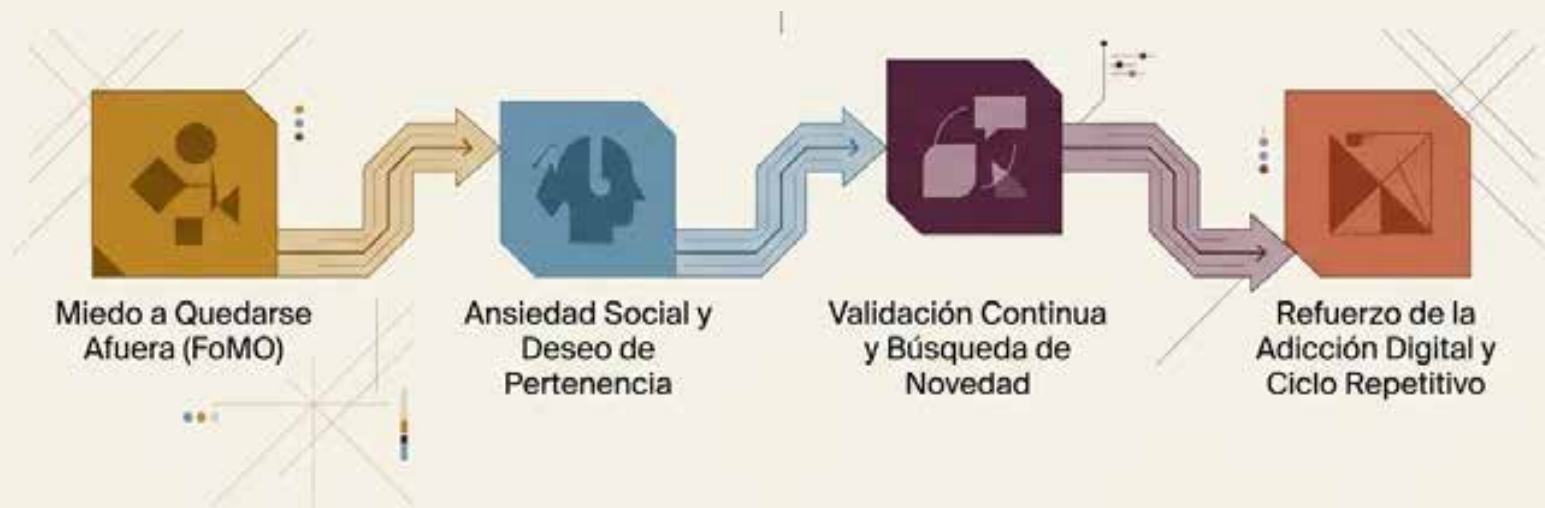 Miedo a Quedarse
Afuera (FoMO)
Ansiedad Social y
Deseo de
Pertenencia
Validación Continua
y Búsqueda de
Novedad
Refuerzo de la
Adicción Digital y
Ciclo Repetitivo